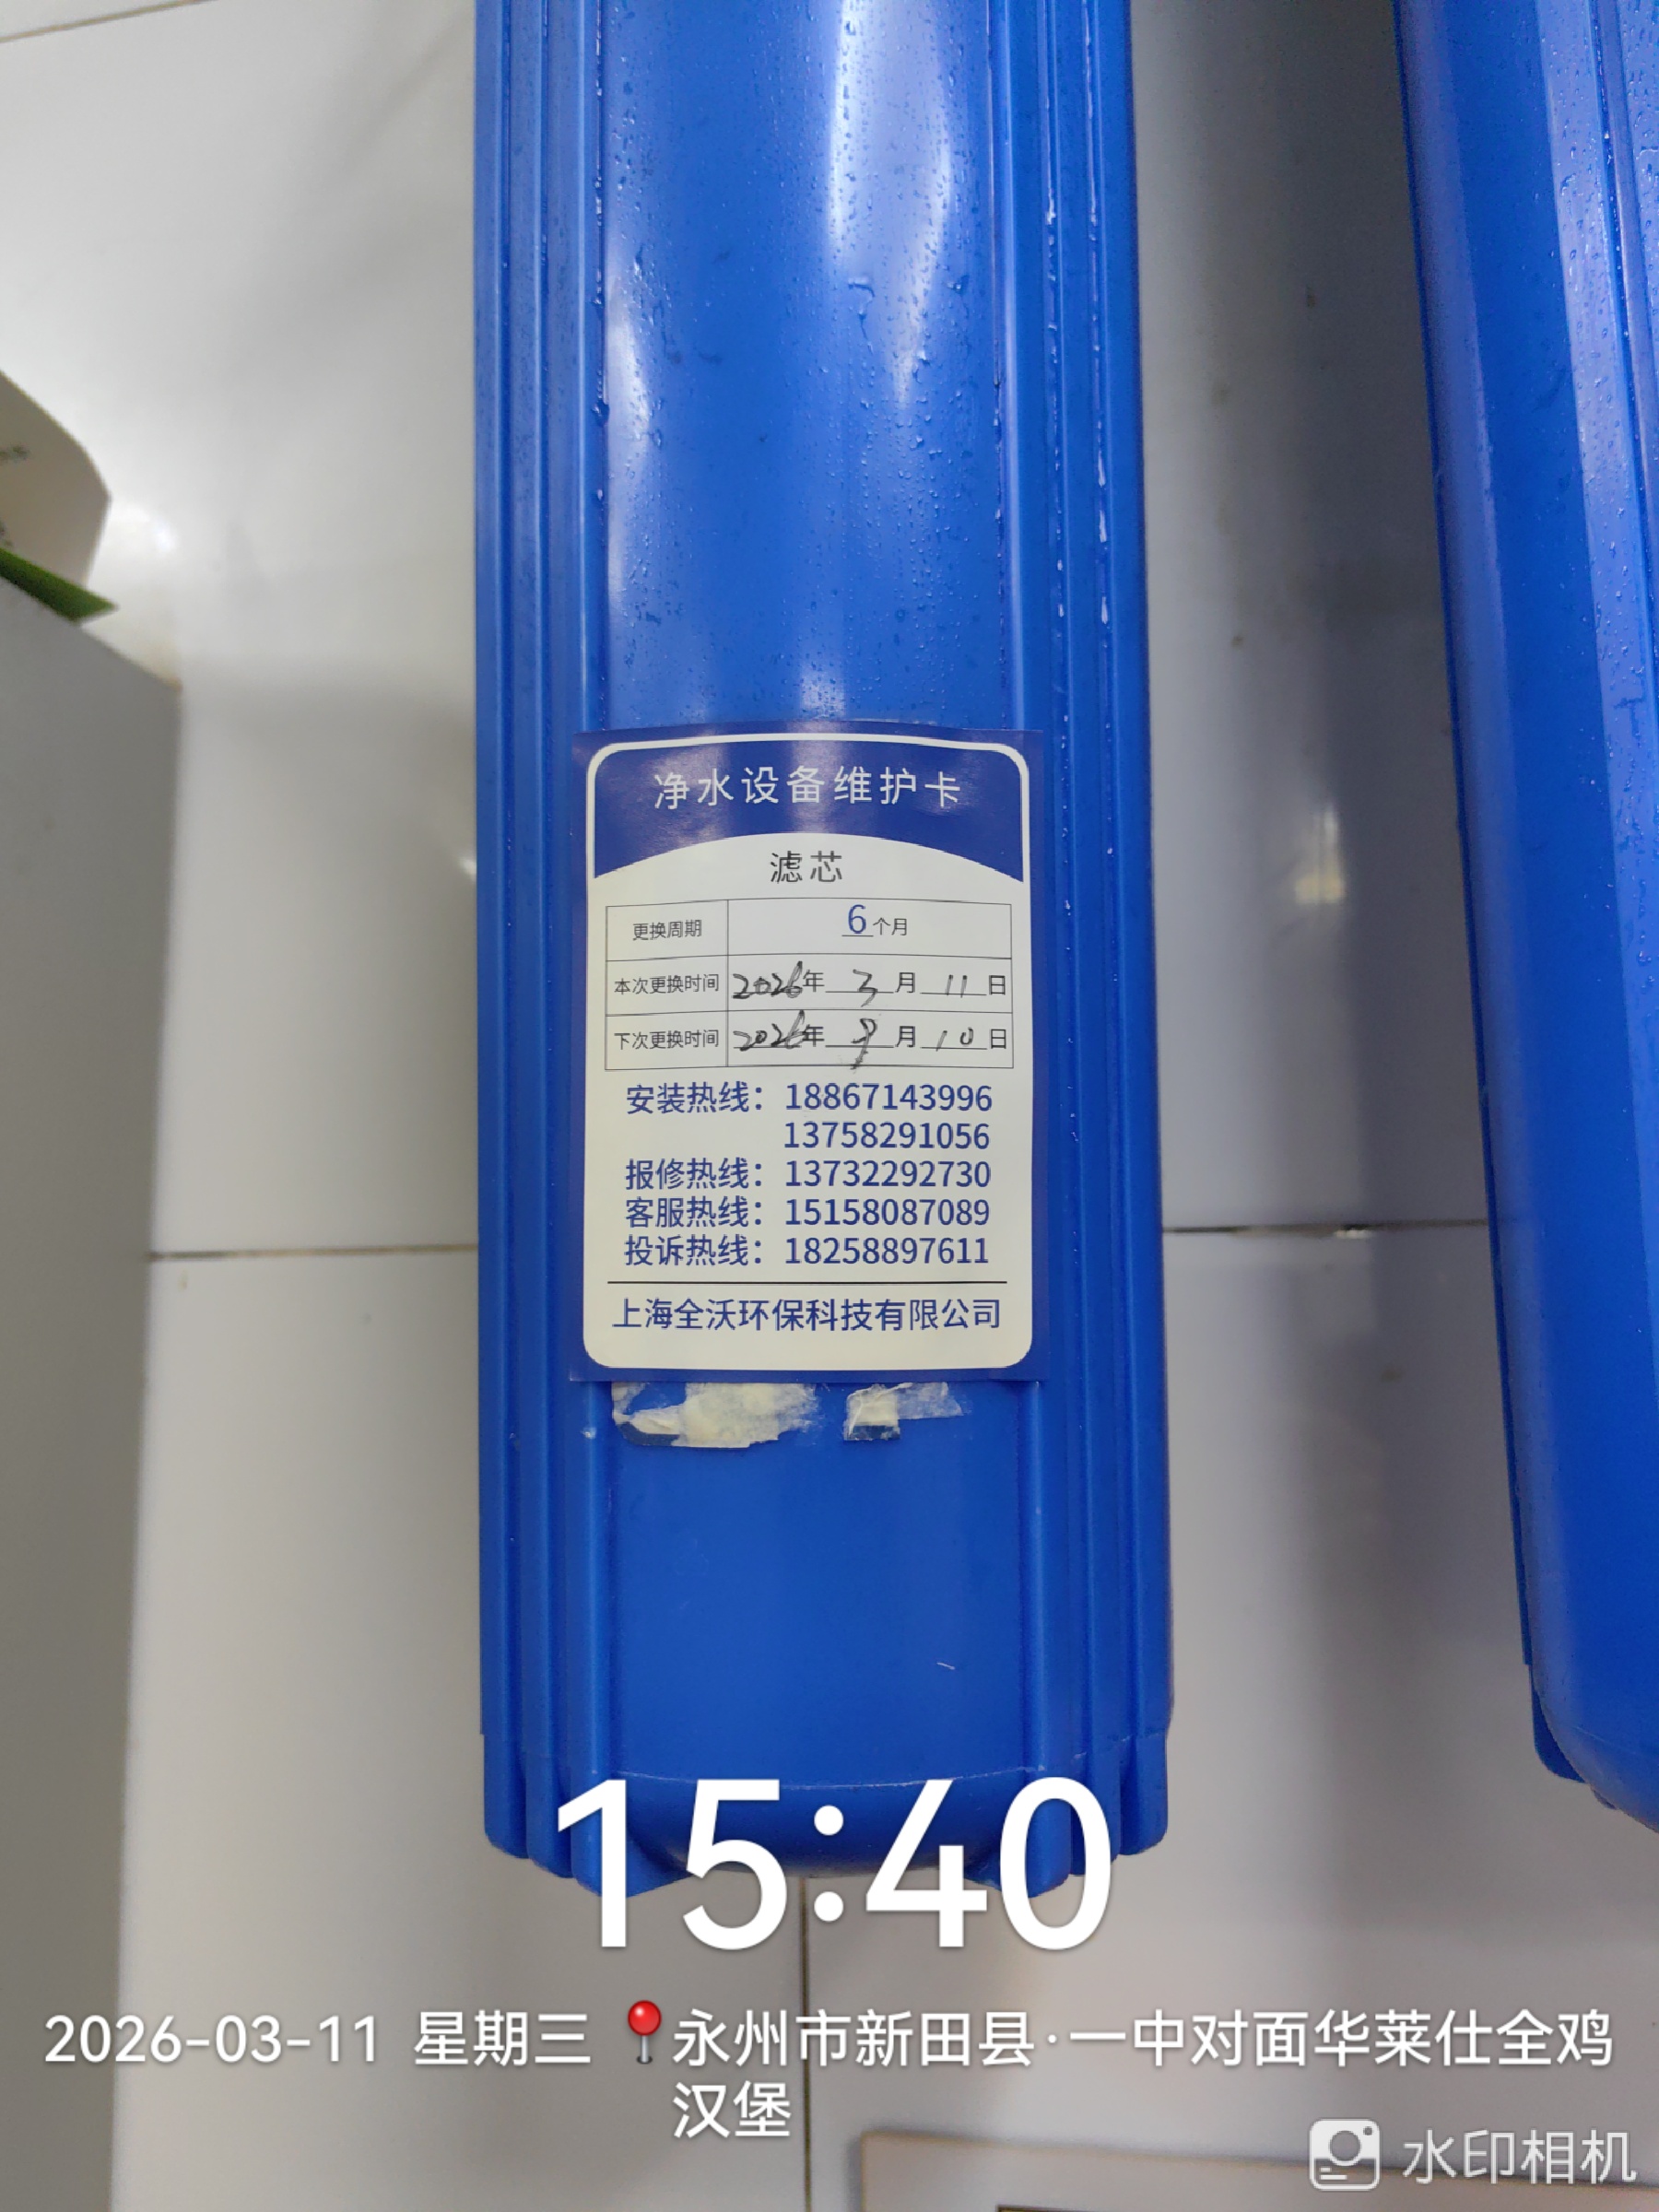 净水设备维护卡
滤芯
更换周期 6个月
本次更换时间 2026年 3月 11日
下次更换时间 2026年 9月 10日
安装热线：18867143996
13758291056
报修热线：13732292730
客服热线：15158087089
投诉热线：18258897611
上海全沃环保科技有限公司
15:40
2026-03-11 星期三 永州市新田县·一中对面华莱仕全鸡
汉堡
水印相机